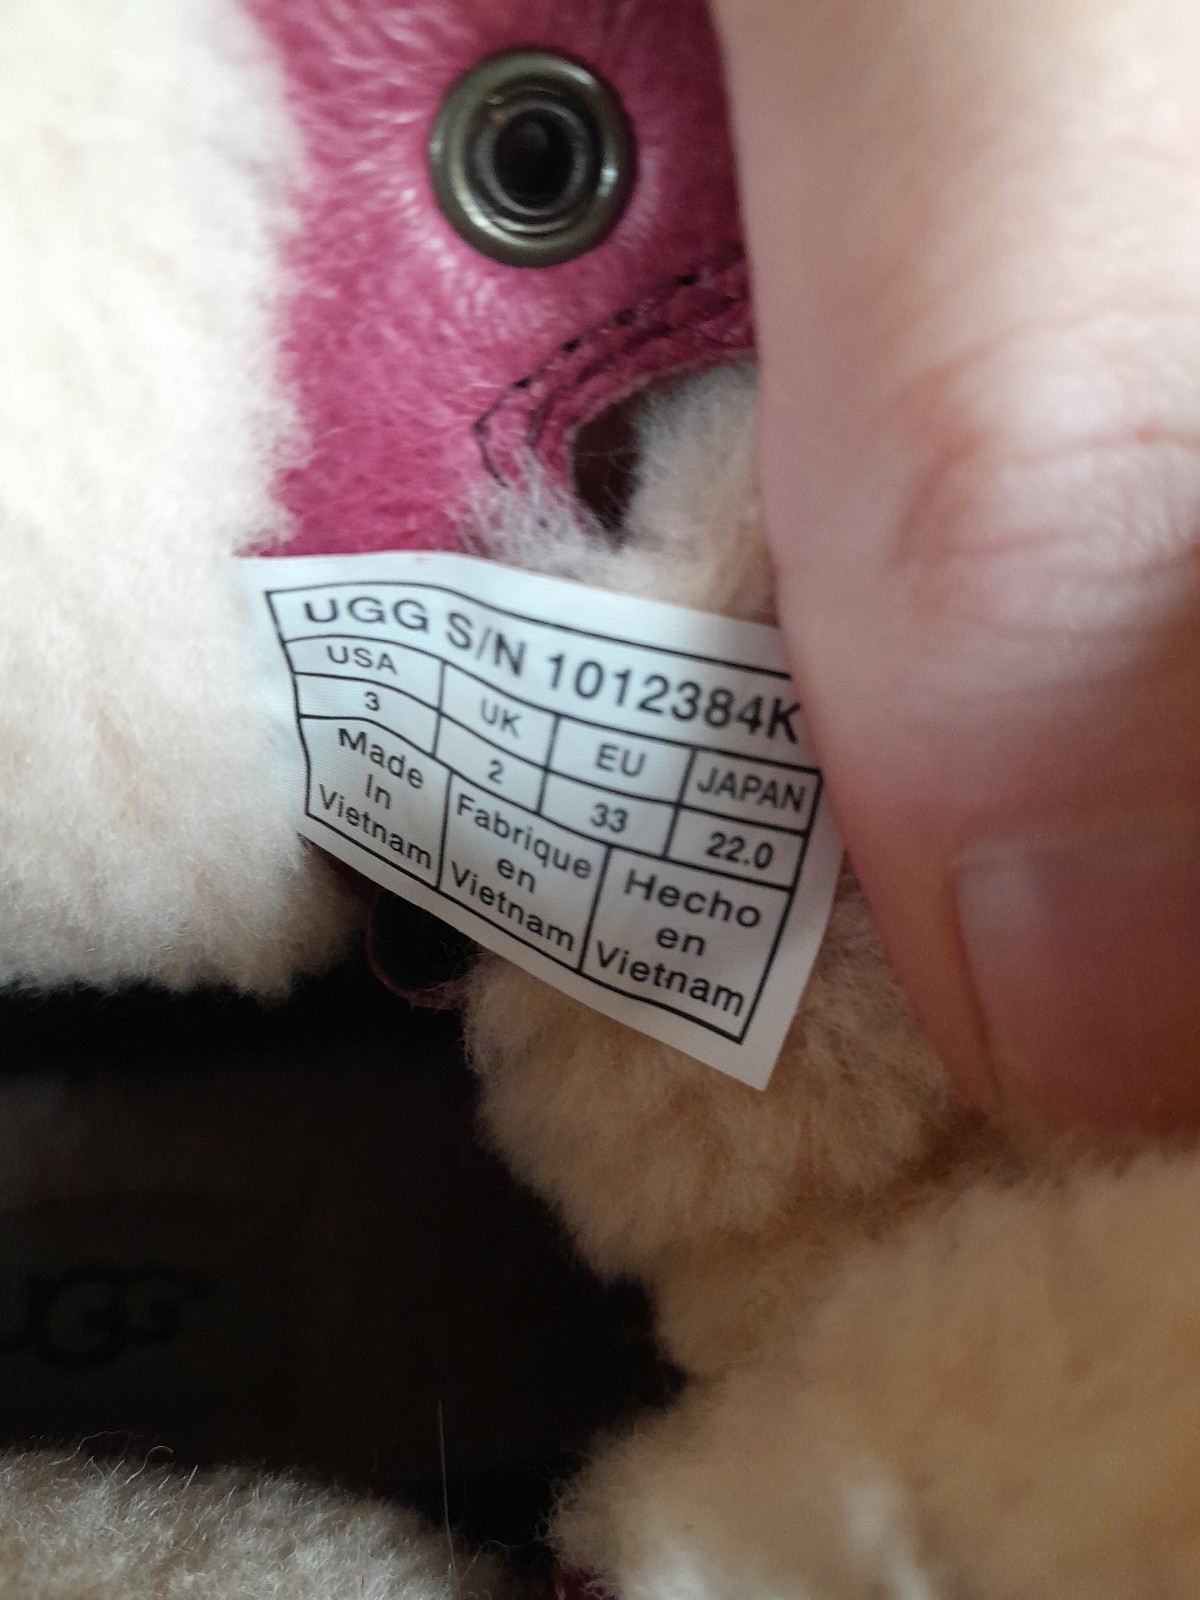 UGG S/N 1012384K
USA UK EU JAPAN
3 2 33 22.0
Made
In
Vietnam
Fabrique
en
Vietnam
Hecho
en
Vietnam
UGG